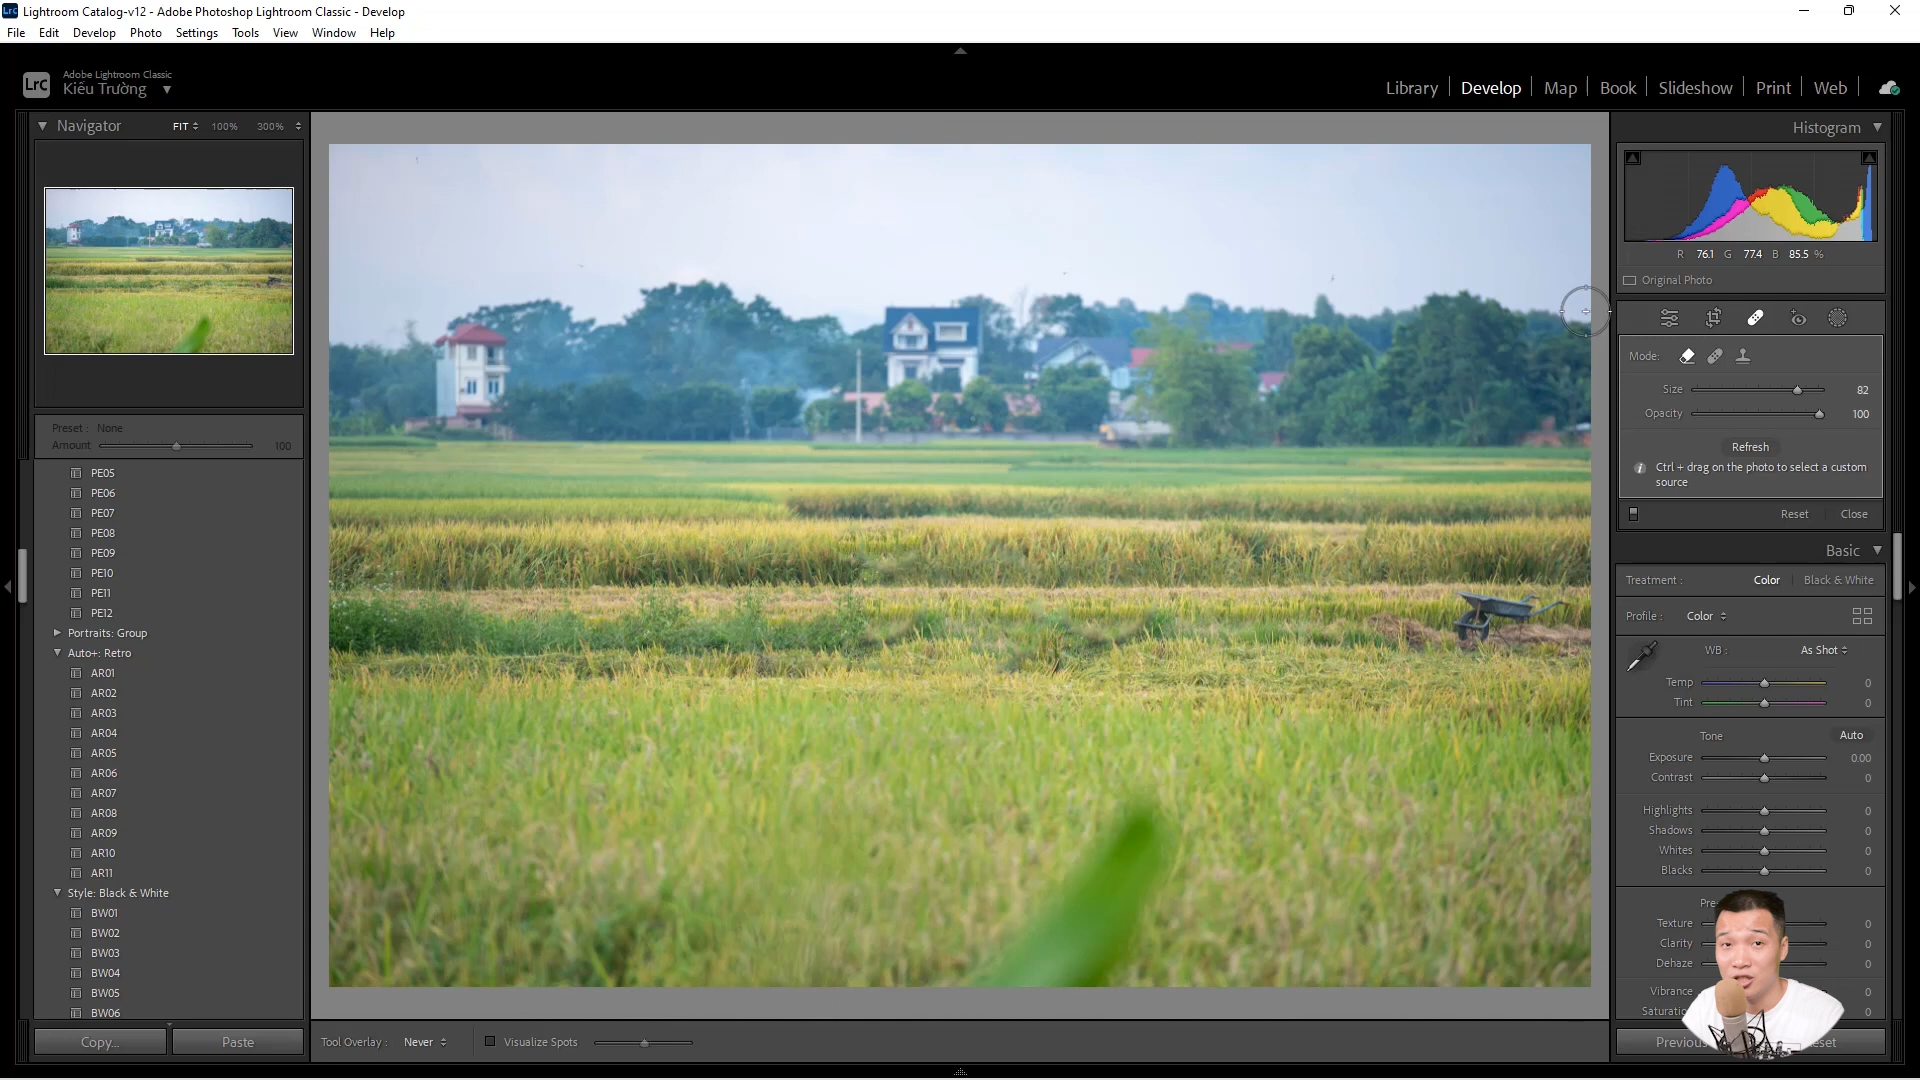 Lightroom Catalog-v12 - Adobe Photoshop Lightroom Classic - Develop
File Edit Develop Photo Settings Tools View Window Help
LrC Adobe Lightroom Classic
Kiều Trường
Library Develop Map Book Slideshow Print Web
Navigator FIT 100% 300%
Preset : None
Amount 100
PE05
PE06
PE07
PE08
PE09
PE10
PE11
PE12
Portraits: Group
Auto+: Retro
AR01
AR02
AR03
AR04
AR05
AR06
AR07
AR08
AR09
AR10
AR11
Style: Black & White
BW01
BW02
BW03
BW04
BW05
BW06
Copy... Paste
Tool Overlay : Never Visualize Spots
Histogram
R 76.1 G 77.4 B 85.5 %
Original Photo
Mode:
Size 82
Opacity 100
Refresh
Ctrl + drag on the photo to select a custom
source
Reset Close
Basic
Treatment : Color Black & White
Profile : Color
WB : As Shot
Temp 0
Tint 0
Tone Auto
Exposure 0.00
Contrast 0
Highlights 0
Shadows 0
Whites 0
Blacks 0
Texture 0
Clarity 0
Dehaze 0
Vibrance 0
0